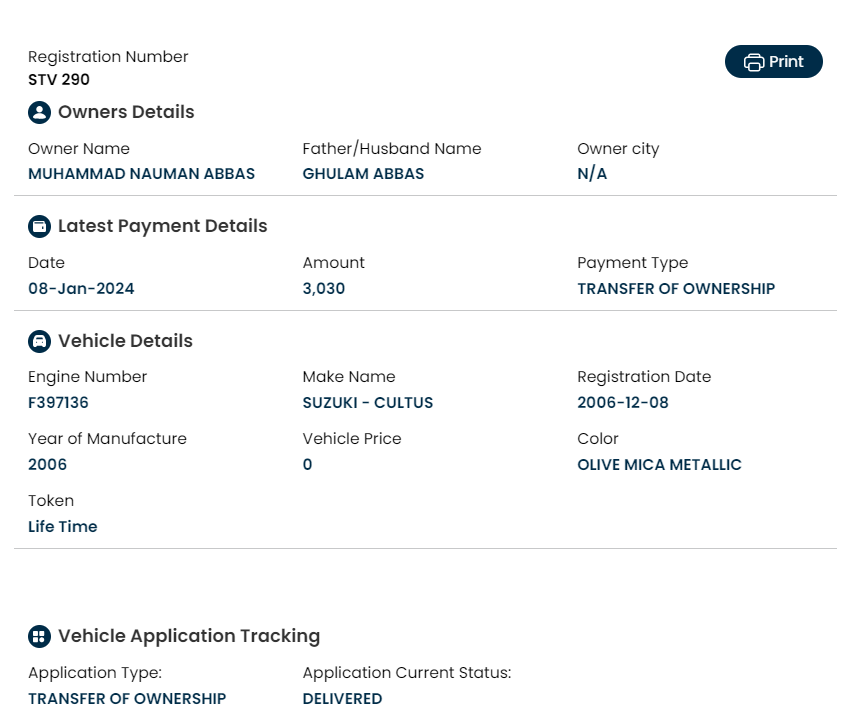 Registration Number
STV 290
Print
Owners Details
Owner Name Father/Husband Name Owner city
MUHAMMAD NAUMAN ABBAS GHULAM ABBAS N/A
Latest Payment Details
Date Amount Payment Type
08-Jan-2024 3,030 TRANSFER OF OWNERSHIP
Vehicle Details
Engine Number Make Name Registration Date
F397136 SUZUKI - CULTUS 2006-12-08
Year of Manufacture Vehicle Price Color
2006 0 OLIVE MICA METALLIC
Token
Life Time
Vehicle Application Tracking
Application Type: Application Current Status:
TRANSFER OF OWNERSHIP DELIVERED